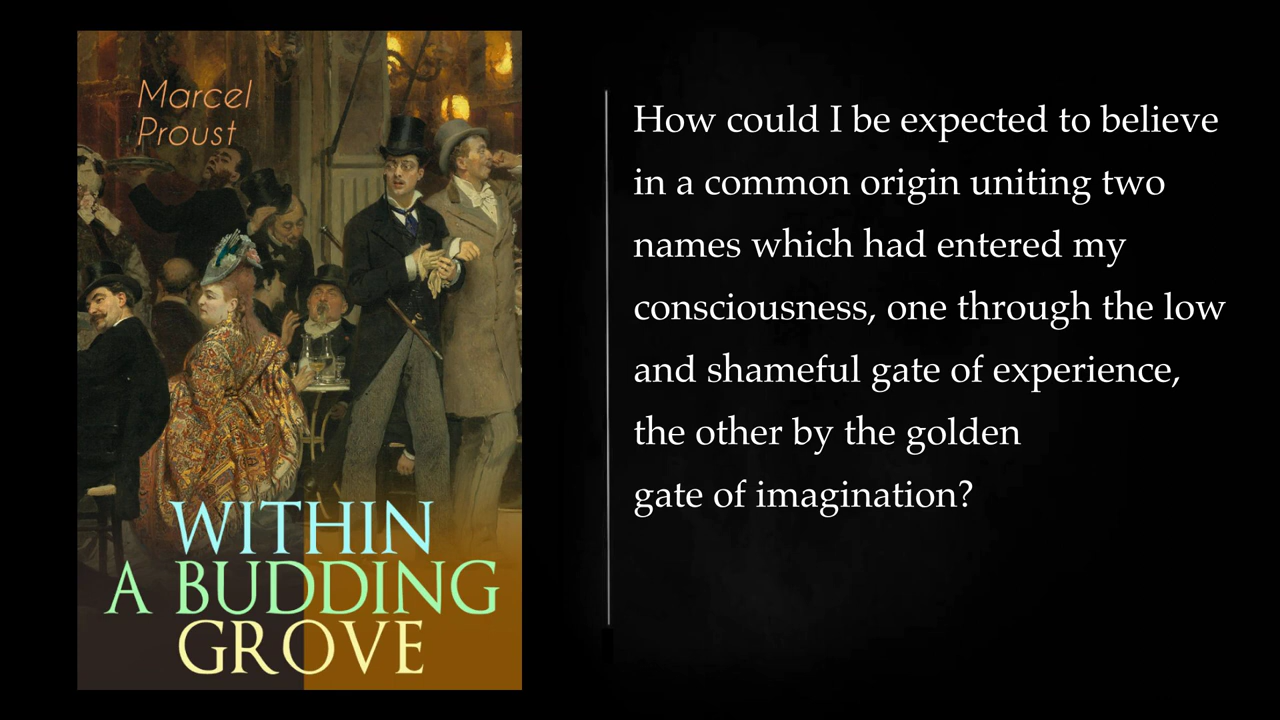 Marcel
Proust
WITHIN
A BUDDING
GROVE
How could I be expected to believe
in a common origin uniting two
names which had entered my
consciousness, one through the low
and shameful gate of experience,
the other by the golden
gate of imagination?